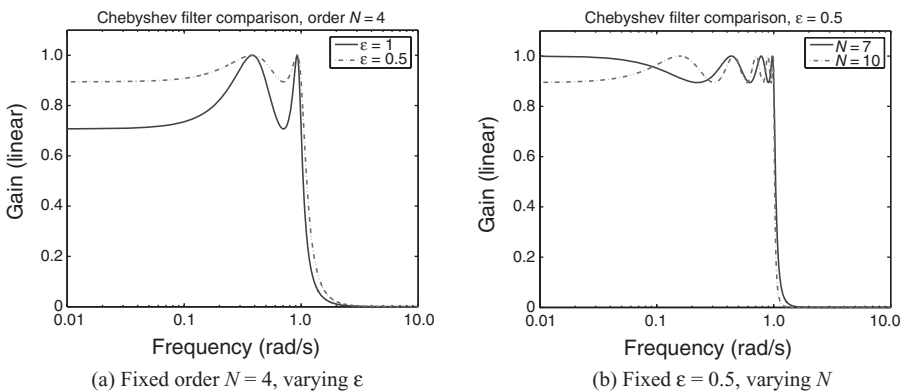 Chebyshev filter comparison, order N = 4
ε = 1
ε = 0.5
1.0
0.8
0.6
0.4
0.2
0
Gain (linear)
0.01
0.1
1.0
10.0
Frequency (rad/s)
(a) Fixed order N = 4, varying ε
Chebyshev filter comparison, ε = 0.5
N = 7
N = 10
1.0
0.8
0.6
0.4
0.2
0
Gain (linear)
0.01
0.1
1.0
10.0
Frequency (rad/s)
(b) Fixed ε = 0.5, varying N